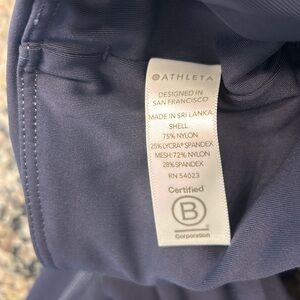 ATHLETA
DESIGNED IN
SAN FRANCISCO
MADE IN SRI LANKA
SHELL:
75% NYLON
25% LYCRA® SPANDEX
MESH: 72% NYLON
28% SPANDEX
RN 54023
Certified
B
Corporation